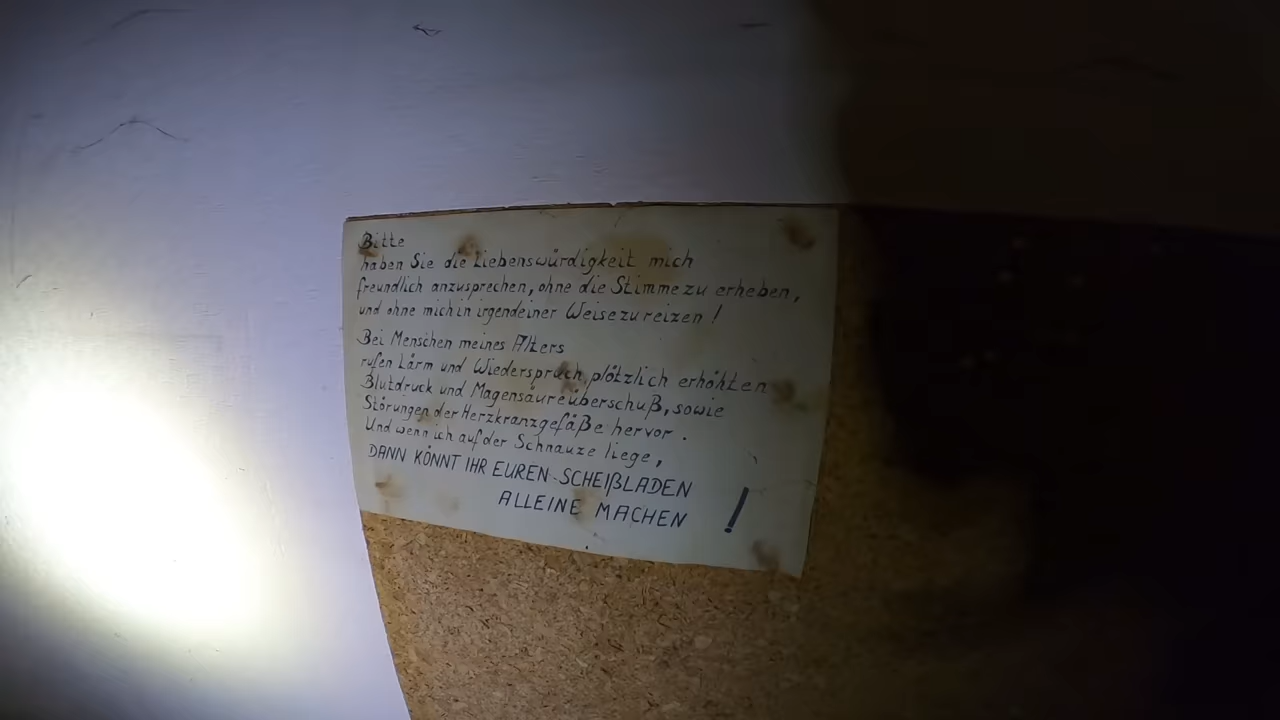 Bitte
haben Sie die Liebenswürdigkeit mich
freundlich anzusprechen, ohne die Stimme zu erheben,
und ohne mich in irgendeiner Weise zu reizen !
Bei Menschen meines Alters
rufen Lärm und Wiederspruch, plötzlich erhöhten
Blutdruck und Magensäureüberschuß, sowie
Störungen der Herzkranzgefäße hervor .
Und wenn ich auf der Schnauze liege,
DANN KÖNNT IHR EUREN SCHEIßLADEN
ALLEINE MACHEN !